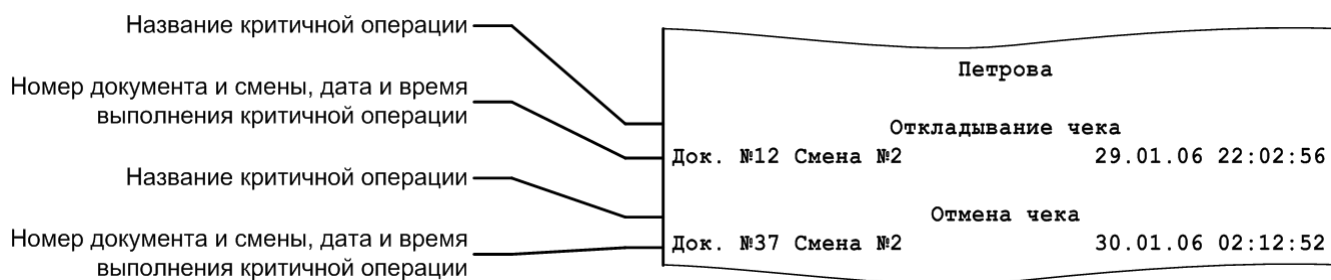 Название критичной операции
Номер документа и смены, дата и время
выполнения критичной операции
Название критичной операции
Номер документа и смены, дата и время
выполнения критичной операции
Петрова
Откладывание чека
Док. №12 Смена №2 29.01.06 22:02:56
Отмена чека
Док. №37 Смена №2 30.01.06 02:12:52